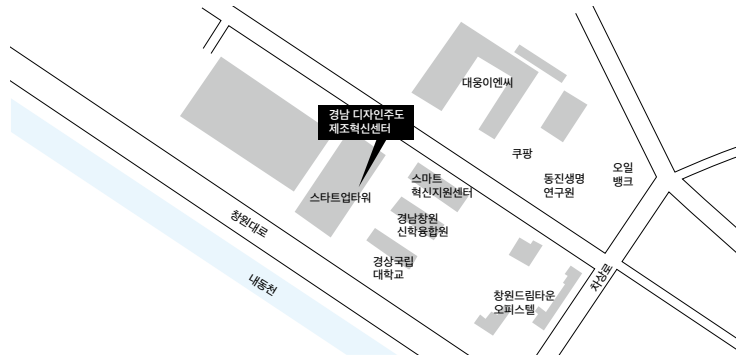 대웅이엔씨
경남 디자인주도
제조혁신센터
쿠팡
오일
뱅크
동진생명
연구원
스마트
혁신지원센터
스타트업타워
경남창원
신학융합원
창원대로
경상국립
대학교
차상로
내동천
창원드림타운
오피스텔